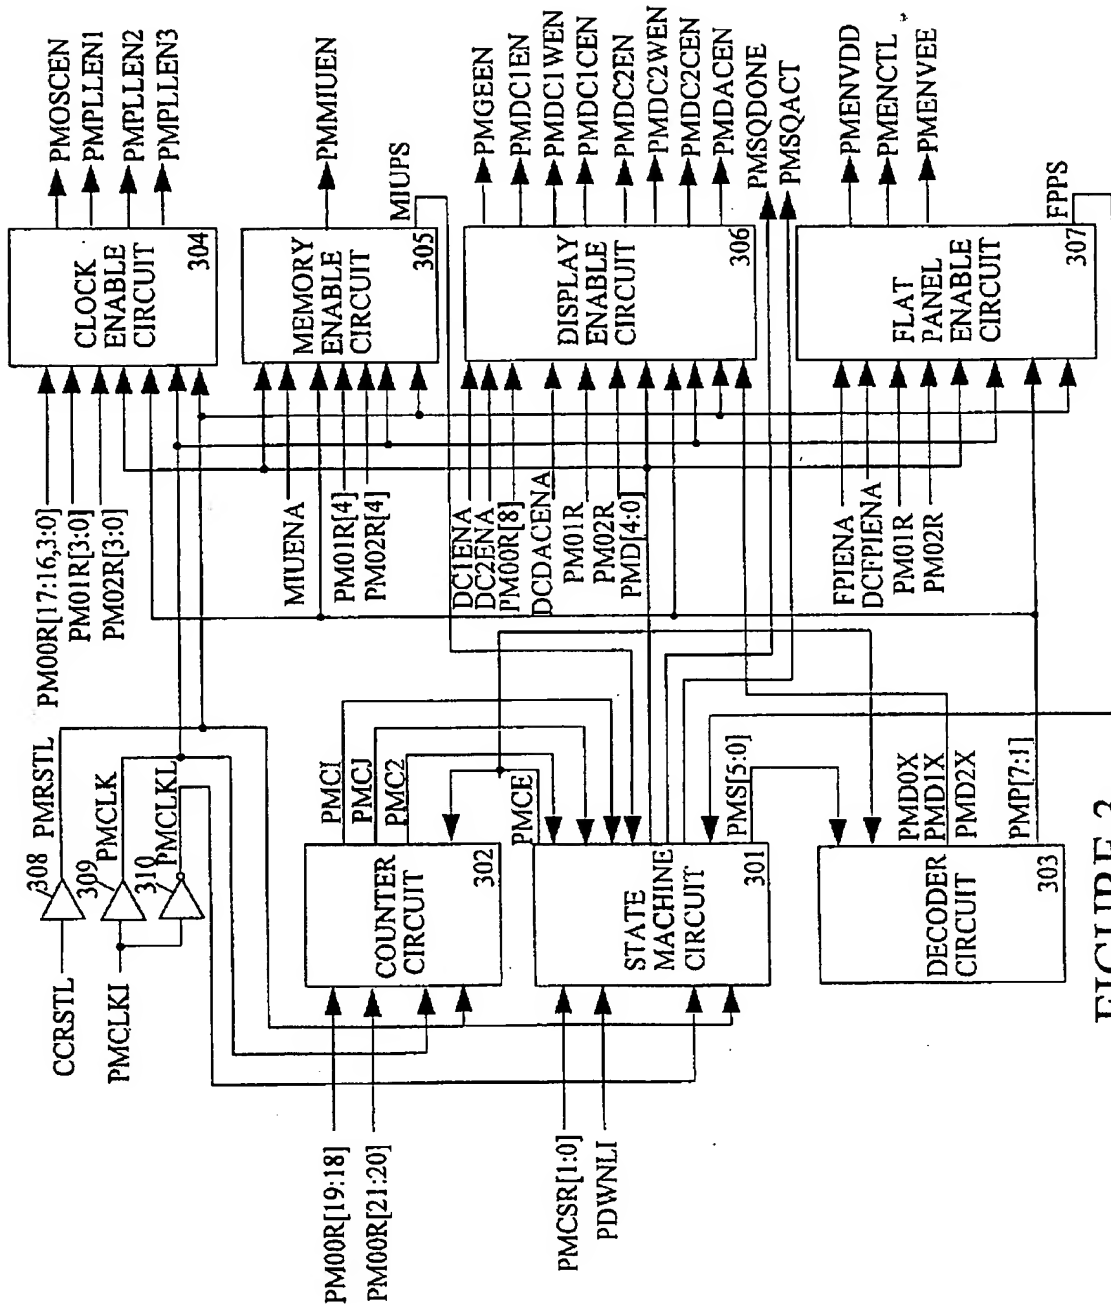 CCRSTL
308
PMRSTL
PMCLKI
309
PMCLK
310
PMCLKL
PM00R[17:16,3:0]
PM01R[3:0]
PM02R[3:0]
CLOCK
ENABLE
CIRCUIT
304
PMOSCEN
PMPLLEN1
PMPLLEN2
PMPLLEN3
MIUENA
PM01R[4]
PM02R[4]
MEMORY
ENABLE
CIRCUIT
305
PMMIUEN
MIUPS
PM00R[19:18]
PM00R[21:20]
COUNTER
CIRCUIT
302
PMCI
PMCJ
PMC2
PMCE
DC1ENA
DC2ENA
PM00R[8]
DCDACENA
PM01R
PM02R
PMD[4:0]
DISPLAY
ENABLE
CIRCUIT
306
PMGEEN
PMDC1EN
PMDC1WEN
PMDC1CEN
PMDC2EN
PMDC2WEN
PMDC2CEN
PMDACEN
PMSQDONE
PMSQACT
PMCSR[1:0]
PDWNLI
STATE
MACHINE
CIRCUIT
301
PMS[5:0]
FPIENA
DCFPIENA
PM01R
PM02R
FLAT
PANEL
ENABLE
CIRCUIT
307
PMENVDD
PMENCTL
PMENVEE
FPPS
DECODER
CIRCUIT
303
PMD0X
PMD1X
PMD2X
PMP[7:1]
FIGURE 3